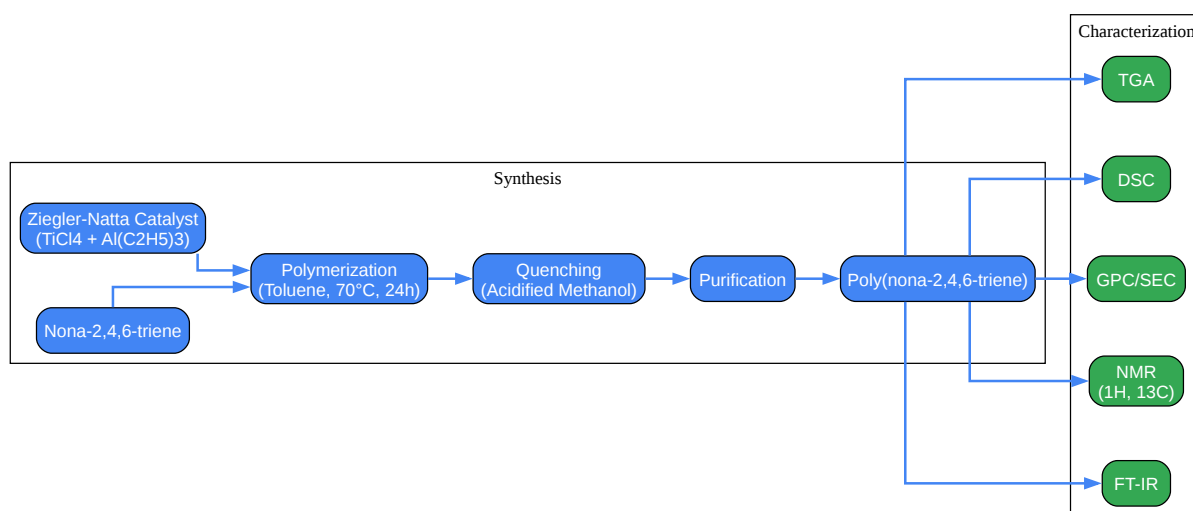 Characterization
TGA
DSC
Synthesis
Ziegler-Natta Catalyst
(TiCl4 + Al(C2H5)3)
Nona-2,4,6-triene
Polymerization
(Toluene, 70°C, 24h)
Quenching
(Acidified Methanol)
Purification
Poly(nona-2,4,6-triene)
GPC/SEC
NMR
(1H, 13C)
FT-IR